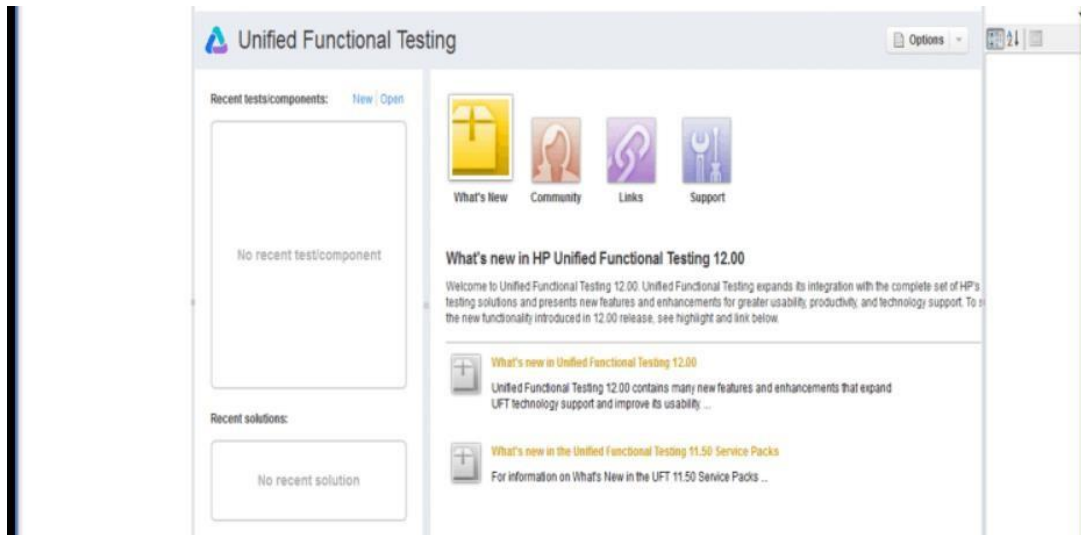 Unified Functional Testing
Options
Recent tests/components: New Open
No recent test/component
Recent solutions:
No recent solution
What's New
Community
Links
Support
What's new in HP Unified Functional Testing 12.00
Welcome to Unified Functional Testing 12.00. Unified Functional Testing expands its integration with the complete set of HP's
testing solutions and presents new features and enhancements for greater usability, productivity, and technology support. To
the new functionality introduced in 12.00 release, see highlight and link below.
What's new in Unified Functional Testing 12.00
Unified Functional Testing 12.00 contains many new features and enhancements that expand
UFT technology support and improve its usability. ...
What's new in the Unified Functional Testing 11.50 Service Packs
For information on What's New in the UFT 11.50 Service Packs ...